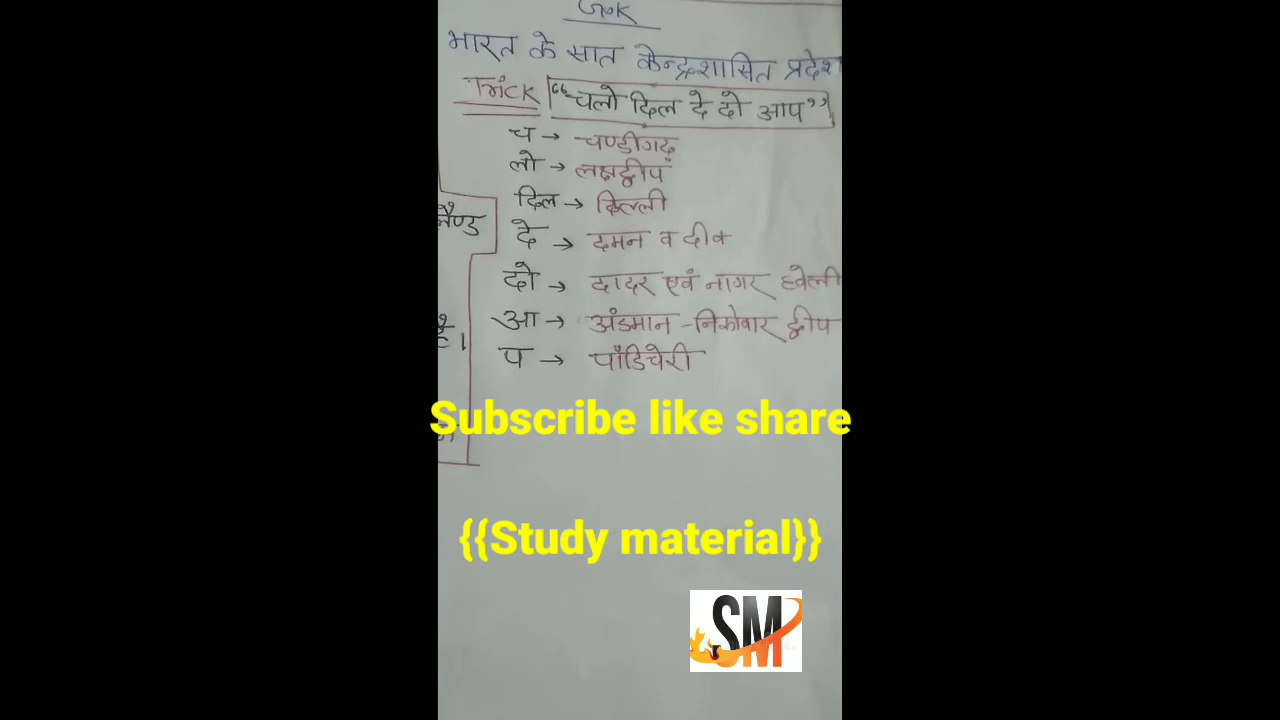 G.K
भारत के सात केन्द्रशासित प्रदेश
Trick "चलो दिल दे दो आप"
च → चण्डीगढ़
लो → लक्षद्वीप
दिल → दिल्ली
दे → दमन व दीव
दो → दादर एवं नागर हवेली
आ → अंडमान -निकोबार द्वीप
प → पाँडिचेरी
लैण्ड
है।
Subscribe like share
{{Study material}}
SM